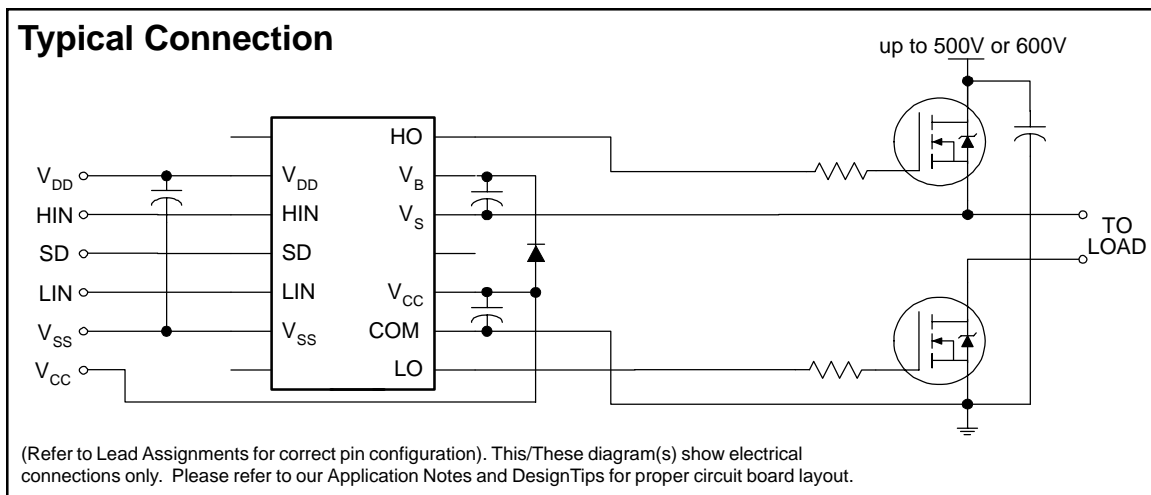 Typical Connection
up to 500V or 600V
HO
VDD
VDD
VB
HIN
HIN
VS
SD
SD
TO
LOAD
LIN
LIN
VCC
VSS
VSS
COM
VCC
LO
(Refer to Lead Assignments for correct pin configuration). This/These diagram(s) show electrical
connections only. Please refer to our Application Notes and DesignTips for proper circuit board layout.